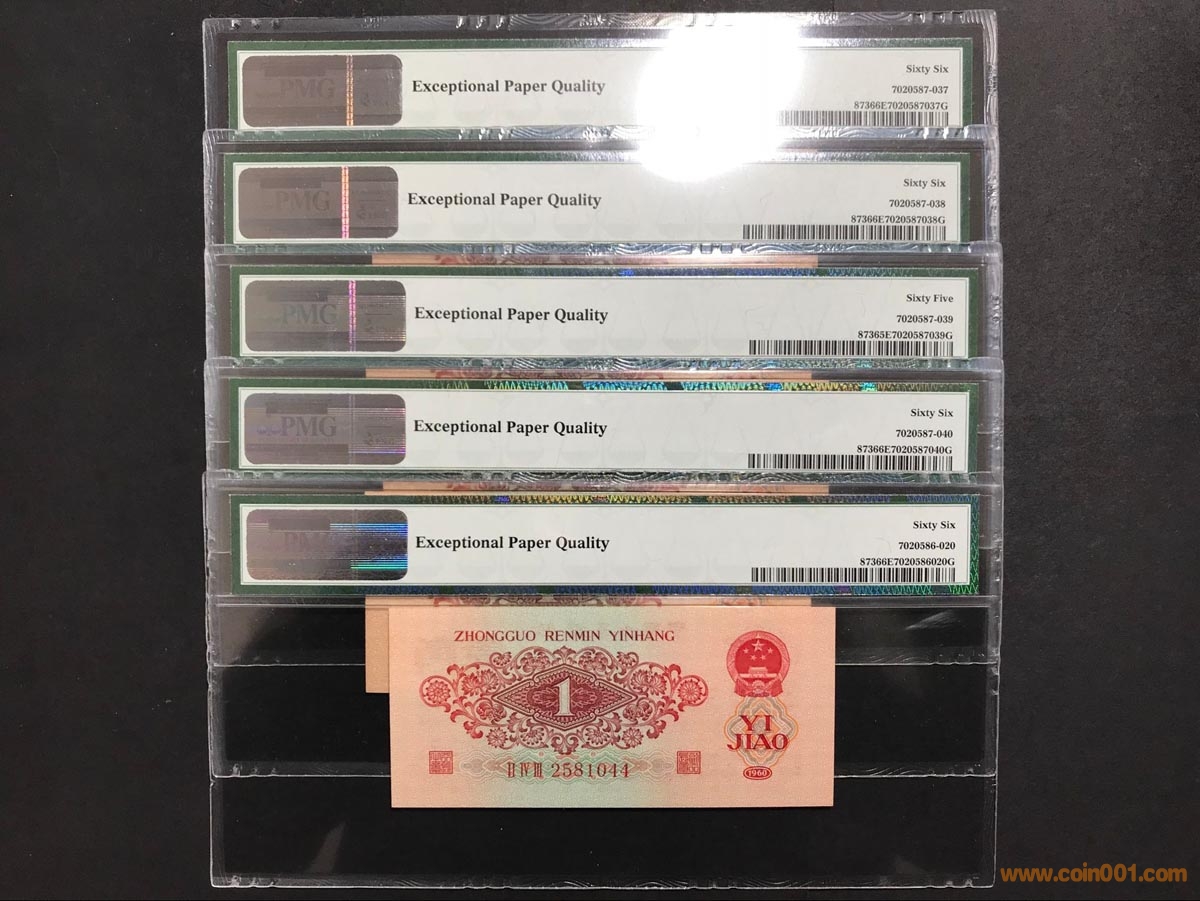 PMG
Exceptional Paper Quality
Sixty Six
7020587-037
87366E7020587037G
PMG
Exceptional Paper Quality
Sixty Six
7020587-038
87366E7020587038G
PMG
Exceptional Paper Quality
Sixty Five
7020587-039
87365E7020587039G
PMG
Exceptional Paper Quality
Sixty Six
7020587-040
87366E7020587040G
PMG
Exceptional Paper Quality
Sixty Six
7020586-020
87366E7020586020G
ZHONGGUO RENMIN YINHANG
1
YI
JIAO
II IV III 2581044
1960
www.coin001.com